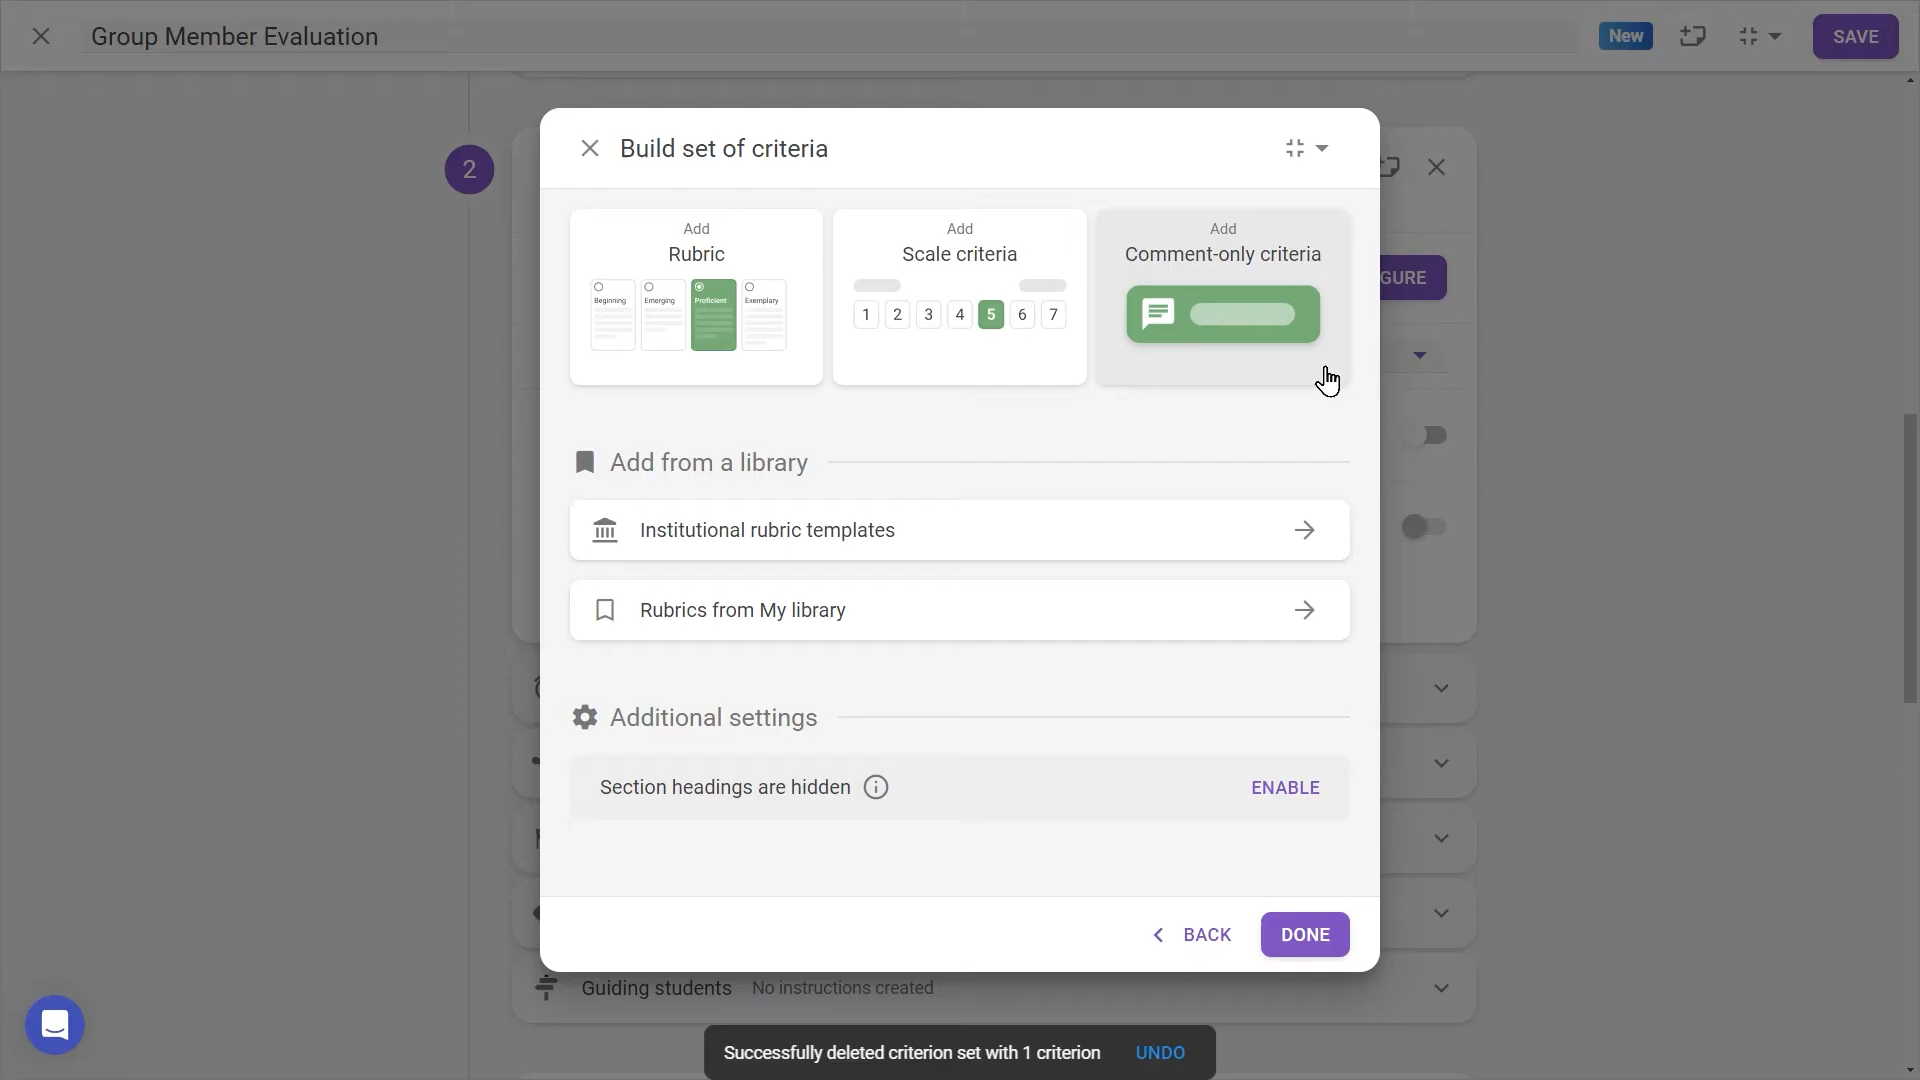 Group Member Evaluation
New
SAVE
2
Build set of criteria
Add
Rubric
Beginning
Emerging
Proficient
Exemplary
Add
Scale criteria
1 2 3 4 5 6 7
Add
Comment-only criteria
GURE
Add from a library
Institutional rubric templates
Rubrics from My library
Additional settings
Section headings are hidden
ENABLE
BACK
DONE
Guiding students No instructions created
Successfully deleted criterion set with 1 criterion UNDO